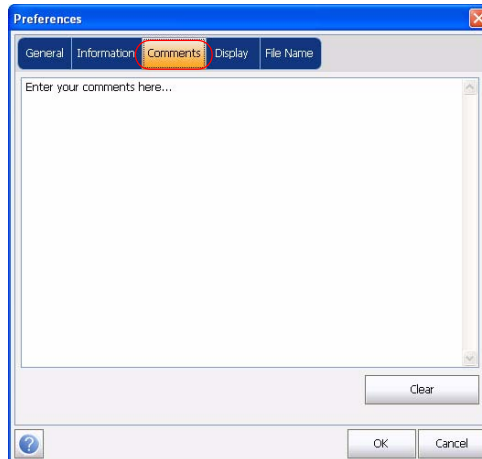 Preferences
General Information Comments Display File Name
Enter your comments here...
Clear
? OK Cancel